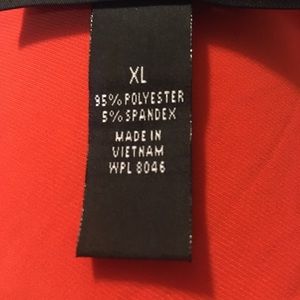 XL
95% POLYESTER
5% SPANDEX
MADE IN
VIETNAM
WPL 8046